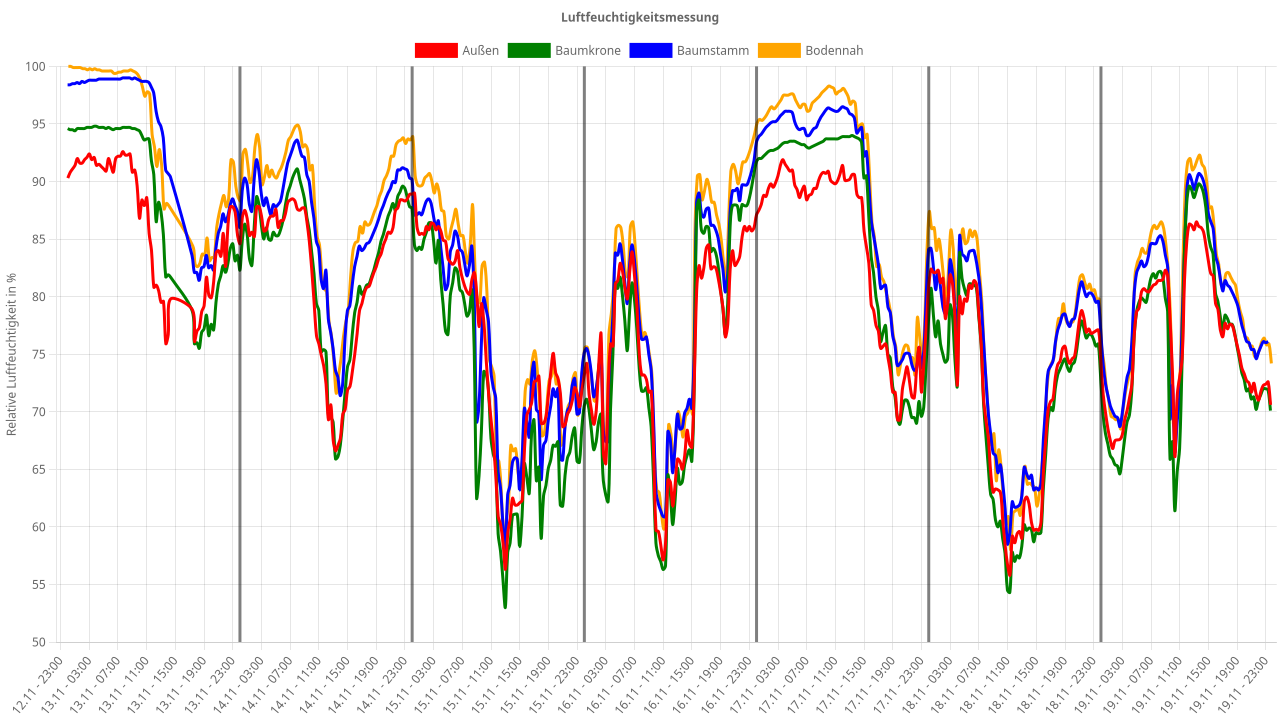 Luftfeuchtigkeitsmessung
Außen Baumkrone Baumstamm Bodennah
Relative Luftfeuchtigkeit in %
100
95
90
85
80
75
70
65
60
55
50
12.11 - 23:00
13.11 - 03:00
13.11 - 07:00
13.11 - 11:00
13.11 - 15:00
13.11 - 19:00
13.11 - 23:00
14.11 - 03:00
14.11 - 07:00
14.11 - 11:00
14.11 - 15:00
14.11 - 19:00
14.11 - 23:00
15.11 - 03:00
15.11 - 07:00
15.11 - 11:00
15.11 - 15:00
15.11 - 19:00
15.11 - 23:00
16.11 - 03:00
16.11 - 07:00
16.11 - 11:00
16.11 - 15:00
16.11 - 19:00
16.11 - 23:00
17.11 - 03:00
17.11 - 07:00
17.11 - 11:00
17.11 - 15:00
17.11 - 19:00
17.11 - 23:00
18.11 - 03:00
18.11 - 07:00
18.11 - 11:00
18.11 - 15:00
18.11 - 19:00
18.11 - 23:00
19.11 - 03:00
19.11 - 07:00
19.11 - 11:00
19.11 - 15:00
19.11 - 19:00
19.11 - 23:00